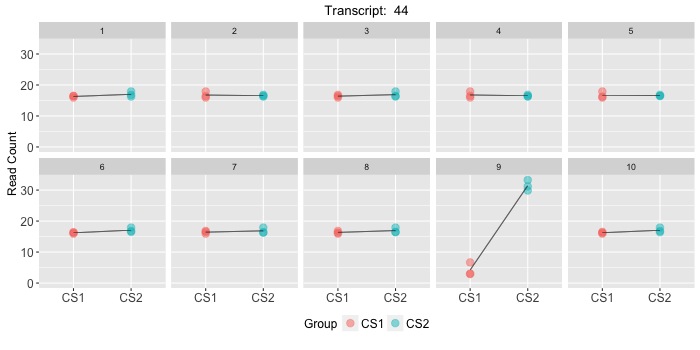 Transcript:  44
1 2 3 4 5
30
20
10
0
Read Count
6 7 8 9 10
30
20
10
0
CS1 CS2 CS1 CS2 CS1 CS2 CS1 CS2 CS1 CS2
Group CS1 CS2